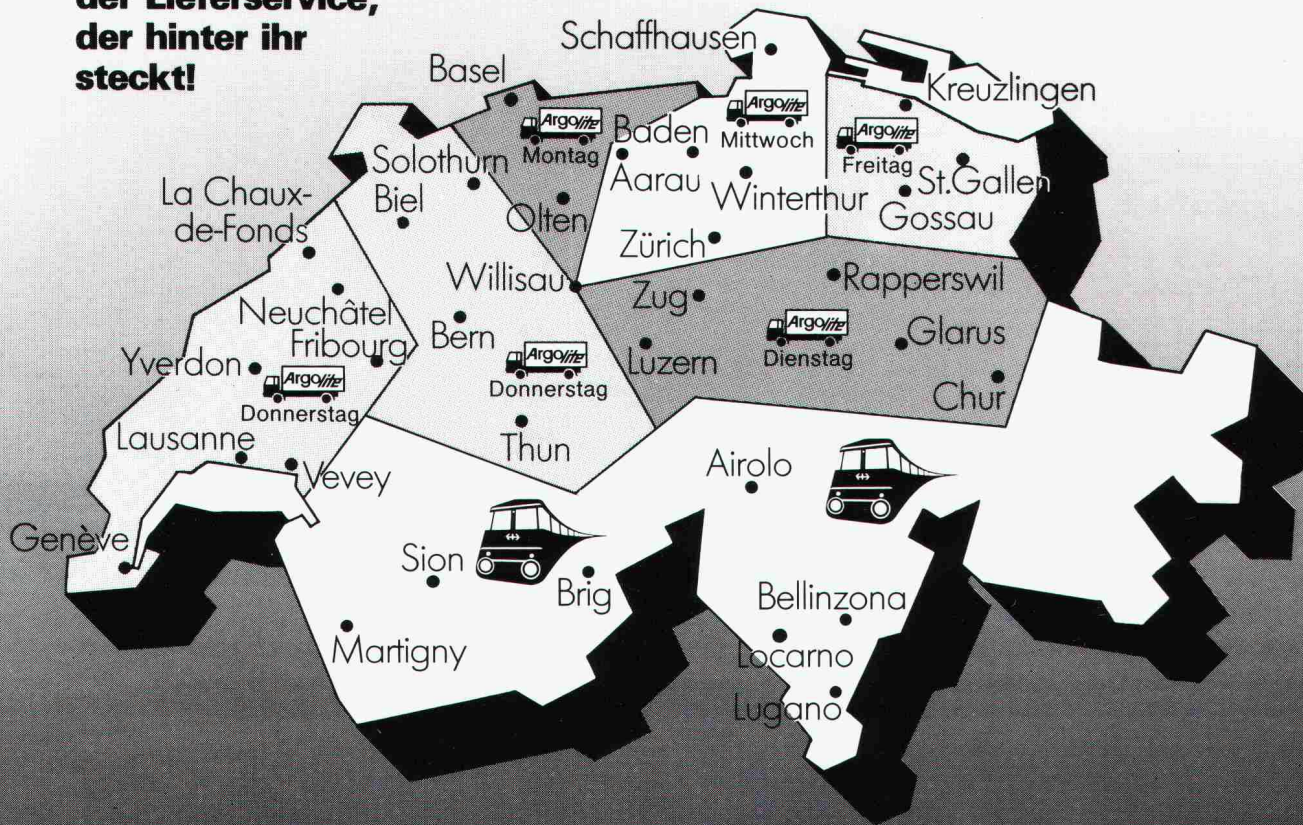 der Lieferservice,
der hinter ihr
steckt!
Schaffhausen
Basel
Kreuzlingen
Argolite
Montag
Baden
Argolite
Mittwoch
Argolite
Freitag
Solothurn
Aarau
St.Gallen
La Chaux-
de-Fonds
Biel
Olten
Winterthur
Gossau
Zürich
Willisau
Zug
Rapperswil
Neuchâtel
Bern
Fribourg
Glarus
Yverdon
Argolite
Donnerstag
Argolite
Donnerstag
Luzern
Argolite
Dienstag
Chur
Lausanne
Thun
Vevey
Airolo
Genève
Sion
Brig
Bellinzona
Martigny
Locarno
Lugano